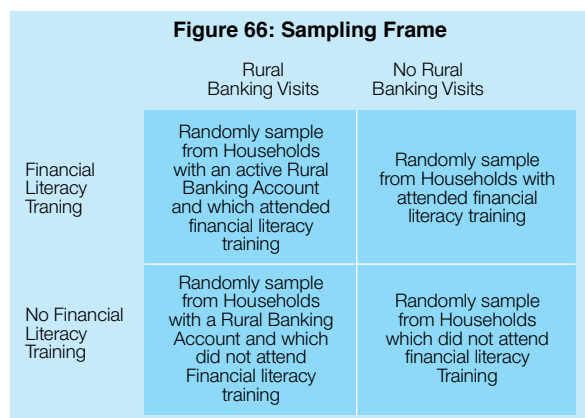 Figure 66: Sampling Frame
Rural
Banking Visits
No Rural
Banking Visits
Financial
Literacy
Traning
Randomly sample
from Households
with an active Rural
Banking Account
and which attended
financial literacy
training
Randomly sample
from Households with
attended financial
literacy training
No Financial
Literacy
Training
Randomly sample
from Households
with a Rural Banking
Account and which
did not attend
Financial literacy
training
Randomly sample
from Households
which did not attend
financial literacy
Training